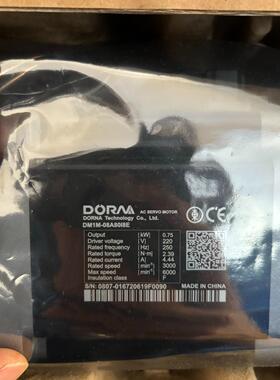 DORNA AC SERVO MOTOR
DORNA Technology Co., Ltd.
DM1M-08A80I8E
Output [kW] 0.75
Driver voltage [V] 220
Rated frequency [Hz] 250
Rated torque [N·m] 2.39
Rated current [A] 4.44
Rated speed [min⁻¹] 3000
Max speed [min⁻¹] 6000
Insulation class F
S/N: 0807-016720619F0090 MADE IN CHINA